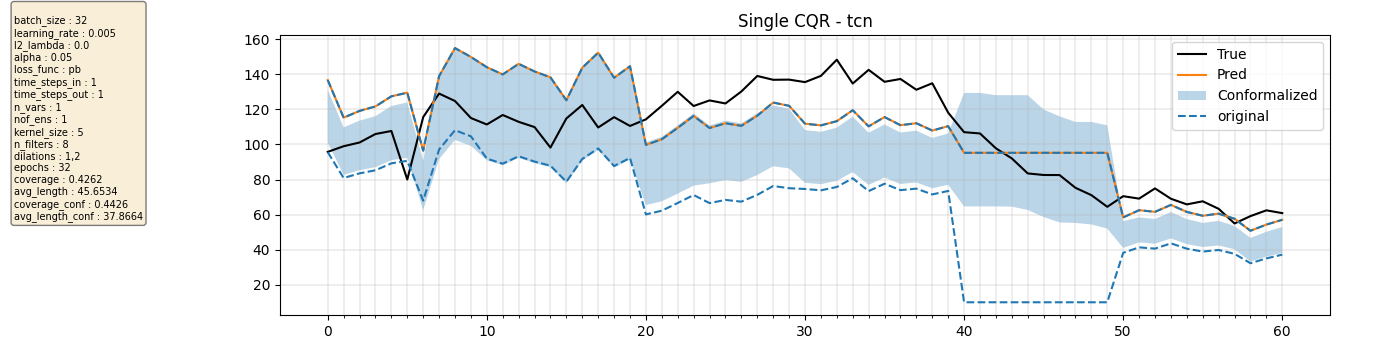 batch_size : 32
learning_rate : 0.005
l2_lambda : 0.0
alpha : 0.05
loss_func : pb
time_steps_in : 1
time_steps_out : 1
n_vars : 1
nof_ens : 1
kernel_size : 5
n_filters : 8
dilations : 1,2
epochs : 32
coverage : 0.4262
avg_length : 45.6534
coverage_conf : 0.4426
avg_length_conf : 37.8664
Single CQR - tcn
160
140
120
100
80
60
40
20
0 10 20 30 40 50 60
True
Pred
Conformalized
original